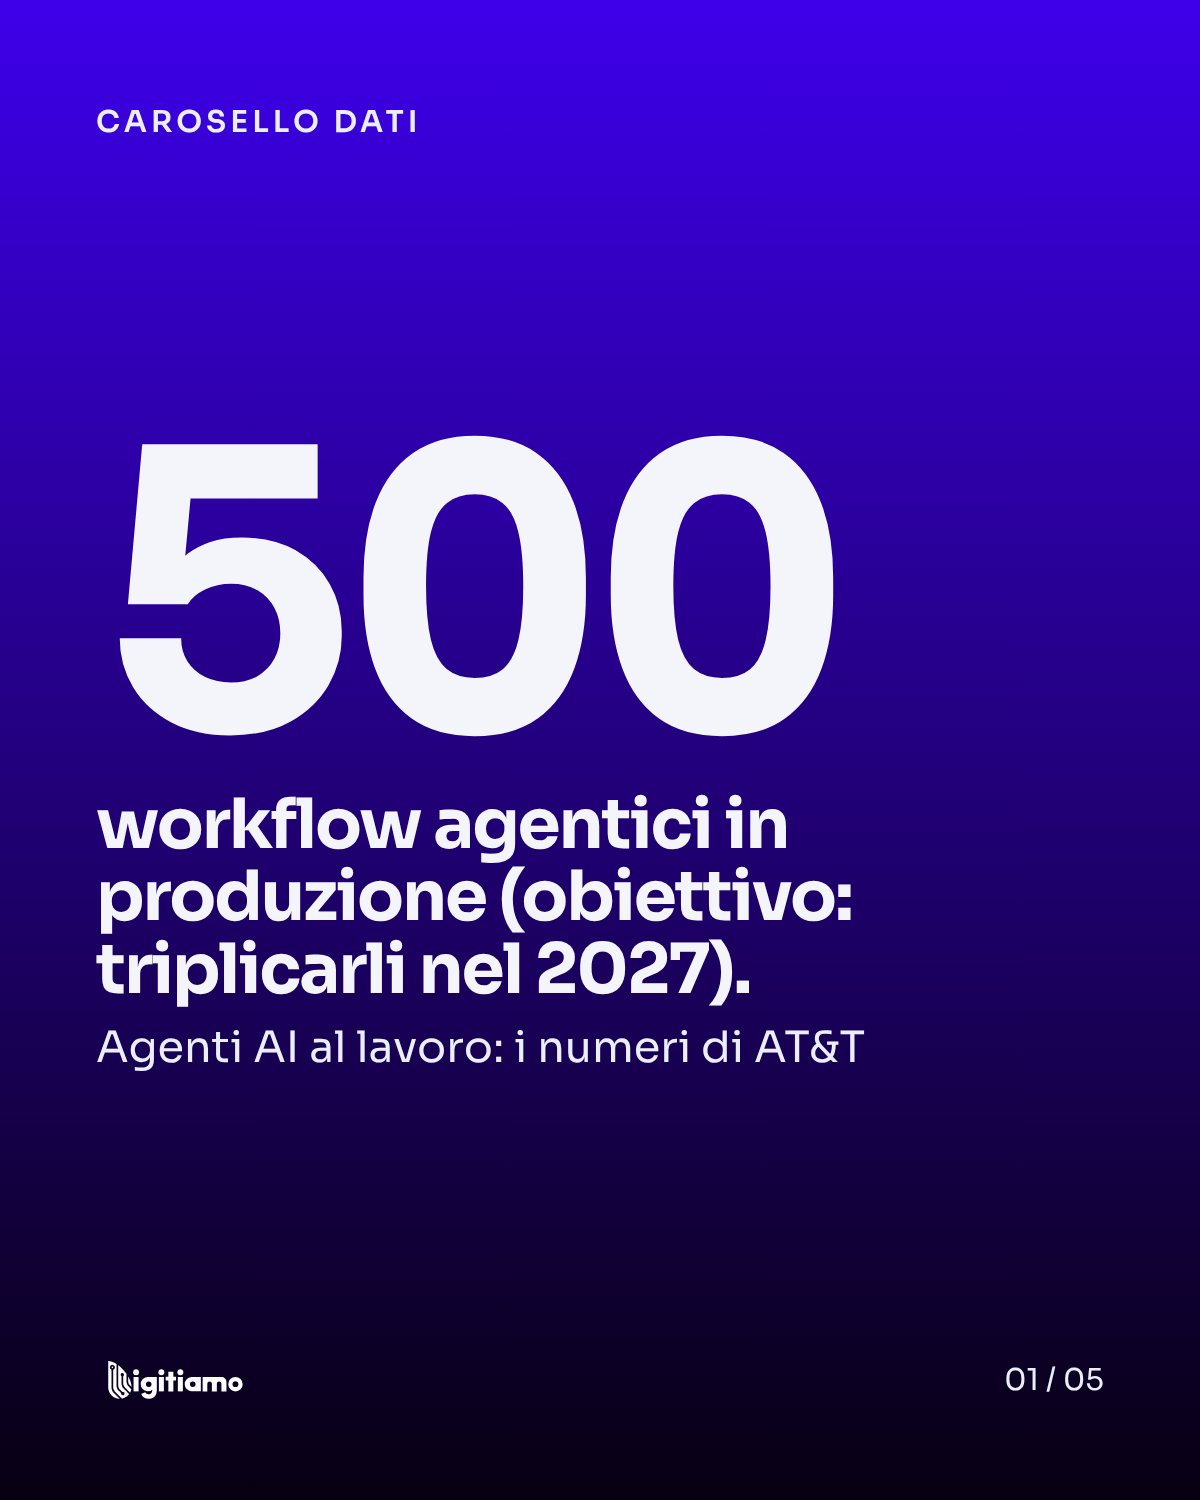 CAROSELLO DATI
500
workflow agentici in
produzione (obiettivo:
triplicarli nel 2027).
Agenti AI al lavoro: i numeri di AT&T
Digitiamo
01 / 05